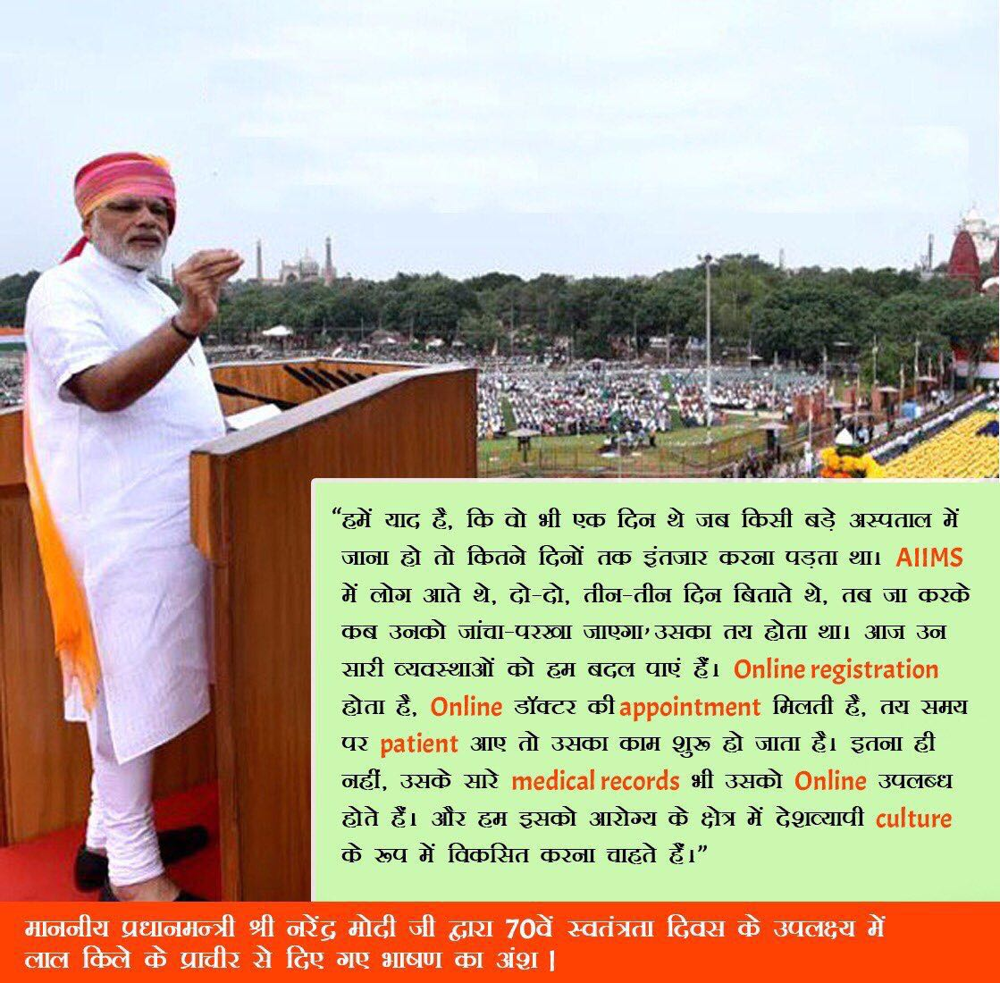 “हमें याद है, कि वो भी एक दिन थे जब किसी बड़े अस्पताल में
जाना हो तो कितने दिनों तक इंतजार करना पड़ता था। AIIMS
में लोग आते थे, दो-दो, तीन-तीन दिन बिताते थे, तब जा करके
कब उनको जांचा-परखा जाएगा’ उसका तय होता था। आज उन
सारी व्यवस्थाओं को हम बदल पाएं हैं। Online registration
होता है, Online डॉक्टर की appointment मिलती है, तय समय
पर patient आए तो उसका काम शुरू हो जाता है। इतना ही
नहीं, उसके सारे medical records भी उसको Online उपलब्ध
होते हैं। और हम इसको आरोग्य के क्षेत्र में देशव्यापी culture
के रूप में विकसित करना चाहते हैं।”
माननीय प्रधानमन्त्री श्री नरेंद्र मोदी जी द्वारा 70वें स्वतंत्रता दिवस के उपलक्ष्य में
लाल किले के प्राचीर से दिए गए भाषण का अंश |